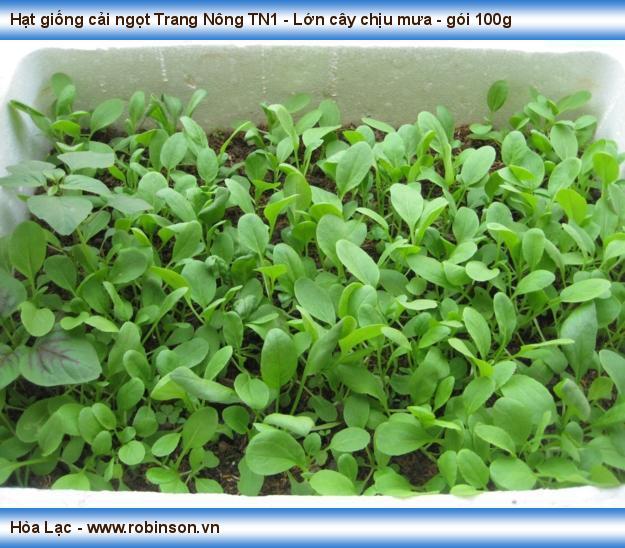 Hạt giống cải ngọt Trang Nông TN1 - Lớn cây chịu mưa - gói 100g
Hòa Lạc - www.robinson.vn